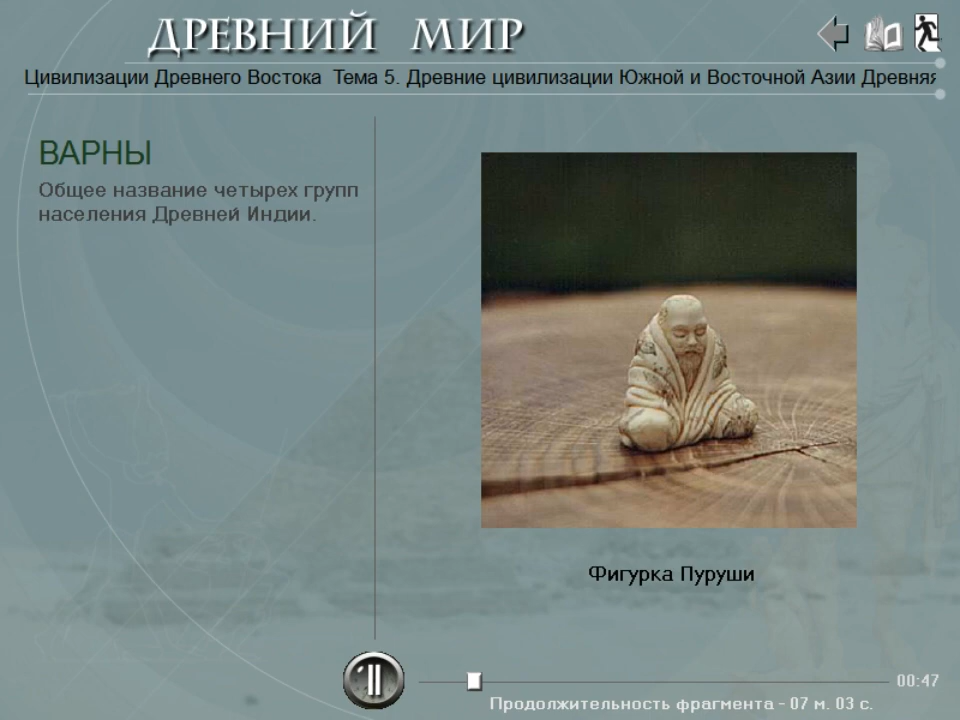 ДРЕВНИЙ МИР
Цивилизации Древнего Востока Тема 5. Древние цивилизации Южной и Восточной Азии Древняя
ВАРНЫ
Общее название четырех групп
населения Древней Индии.
Фигурка Пуруши
00:47
Продолжительность фрагмента - 07 м. 03 с.